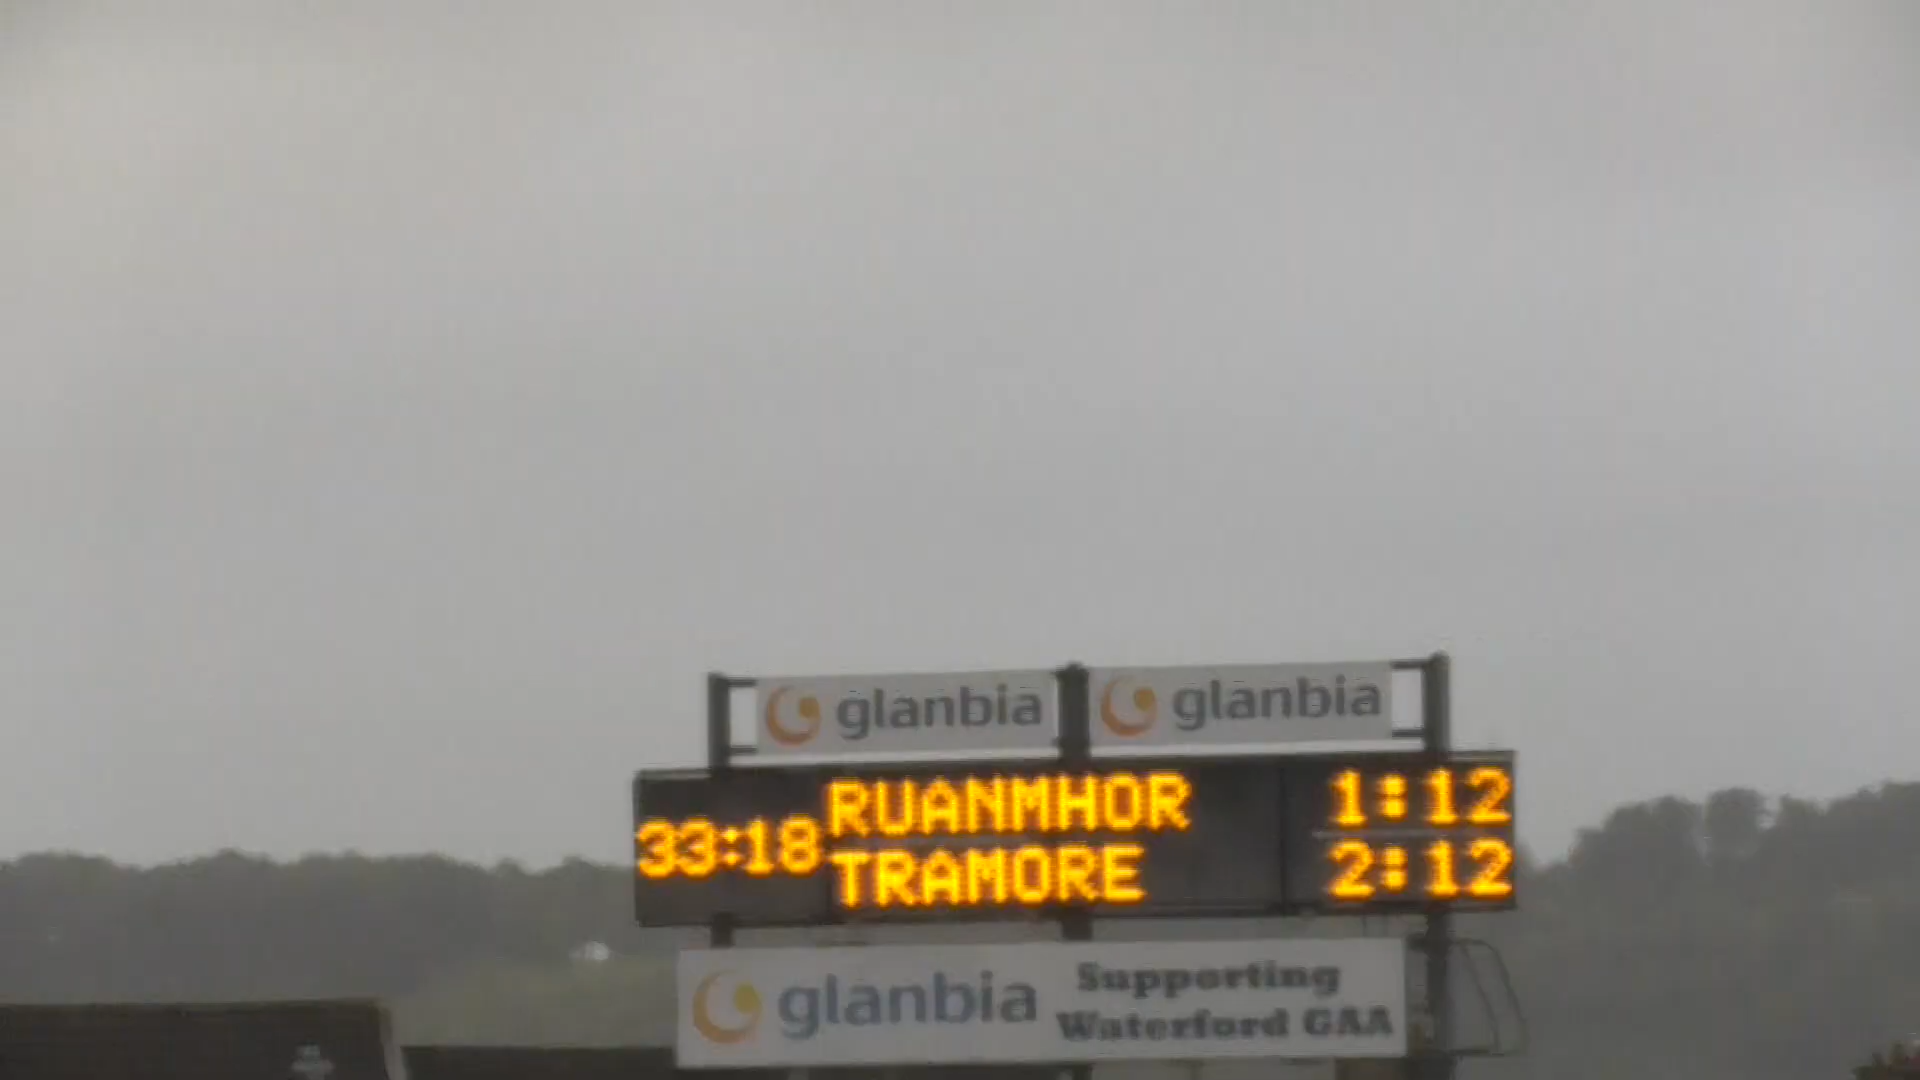 glanbia glanbia
33:18
RUANMHOR 1:12
TRAMORE 2:12
glanbia
Supporting
Waterford GAA